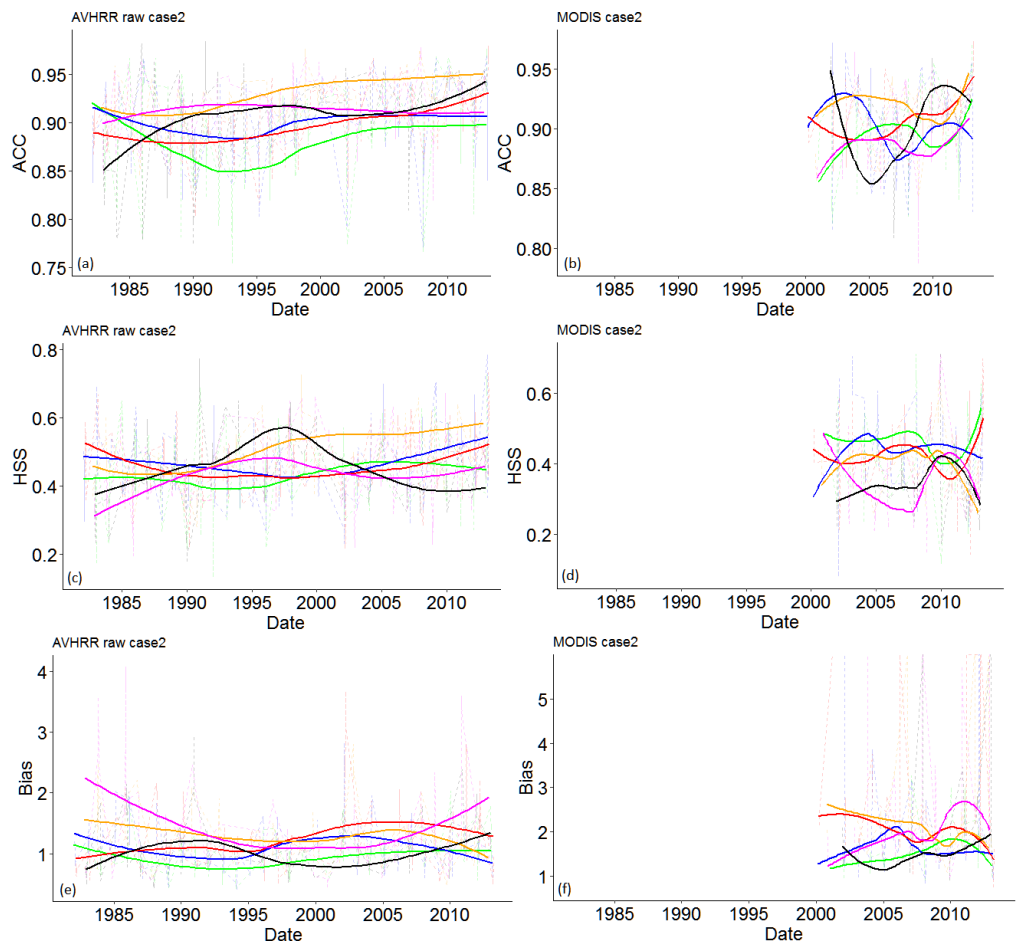 AVHRR raw case2
ACC
0.95
0.90
0.85
0.80
0.75
(a)
1985 1990 1995 2000 2005 2010
Date
MODIS case2
ACC
0.95
0.90
0.85
0.80
(b)
1985 1990 1995 2000 2005 2010
Date
AVHRR raw case2
HSS
0.8
0.6
0.4
0.2
(c)
1985 1990 1995 2000 2005 2010
Date
MODIS case2
HSS
0.6
0.4
0.2
(d)
1985 1990 1995 2000 2005 2010
Date
AVHRR raw case2
Bias
4
3
2
1
(e)
1985 1990 1995 2000 2005 2010
Date
MODIS case2
Bias
5
4
3
2
1
(f)
1985 1990 1995 2000 2005 2010
Date